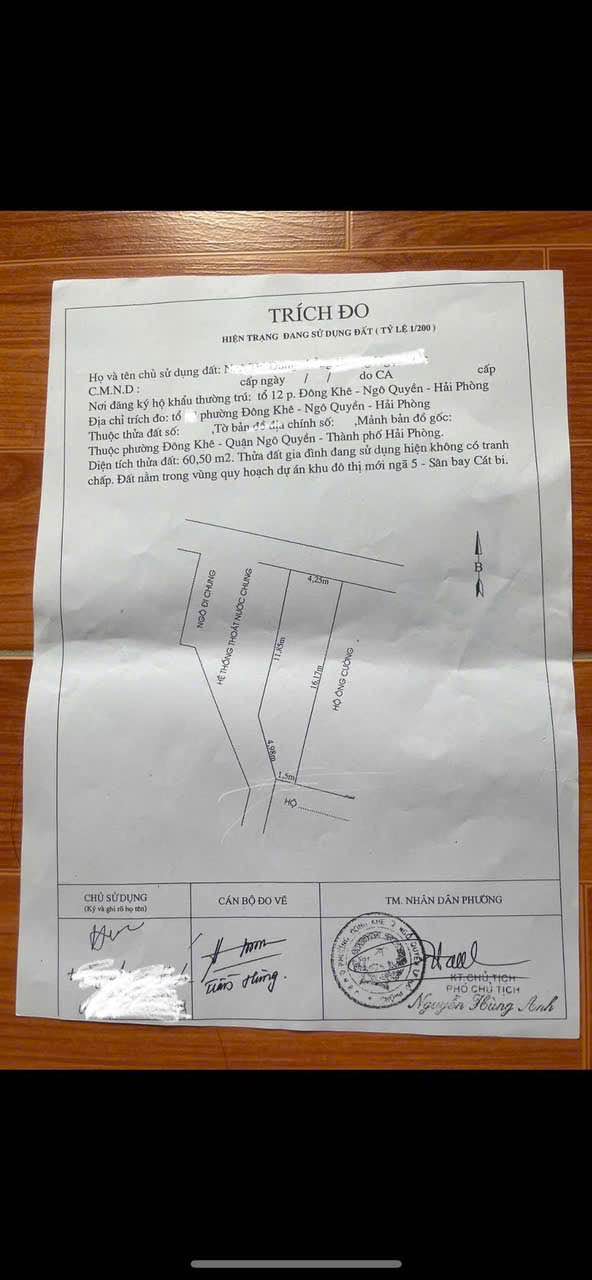 TRÍCH ĐO
HIỆN TRẠNG ĐANG SỬ DỤNG ĐẤT ( TỶ LỆ 1/200 )
Họ và tên chủ sử dụng đất:
C.M.N.D : cấp ngày / / do CA cấp
Nơi đăng ký hộ khẩu thường trú: tổ 12 p. Đông Khê - Ngô Quyền - Hải Phòng
Địa chỉ trích đo: tổ phường Đông Khê - Ngô Quyền - Hải Phòng
Thuộc thửa đất số: ,Tờ bản đồ địa chính số: ,Mảnh bản đồ gốc:
Thuộc phường Đông Khê - Quận Ngô Quyền - Thành phố Hải Phòng.
Diện tích thửa đất: 60,50 m2. Thửa đất gia đình đang sử dụng hiện không có tranh
chấp. Đất nằm trong vùng quy hoạch dự án khu đô thị mới ngã 5 - Sân bay Cát bi.
NGÕ ĐI CHUNG
HỆ THỐNG THOÁT NƯỚC CHUNG
4,25m
11,85m
16,17m
HỘ ÔNG CƯỜNG
B
4,98m
1,5m
HỘ ................
CHỦ SỬ DỤNG
(Ký và ghi rõ họ tên)
CÁN BỘ ĐO VẼ
TM. NHÂN DÂN PHƯỜNG
KT.CHỦ TỊCH
PHÓ CHỦ TỊCH
Nguyễn Hùng Anh